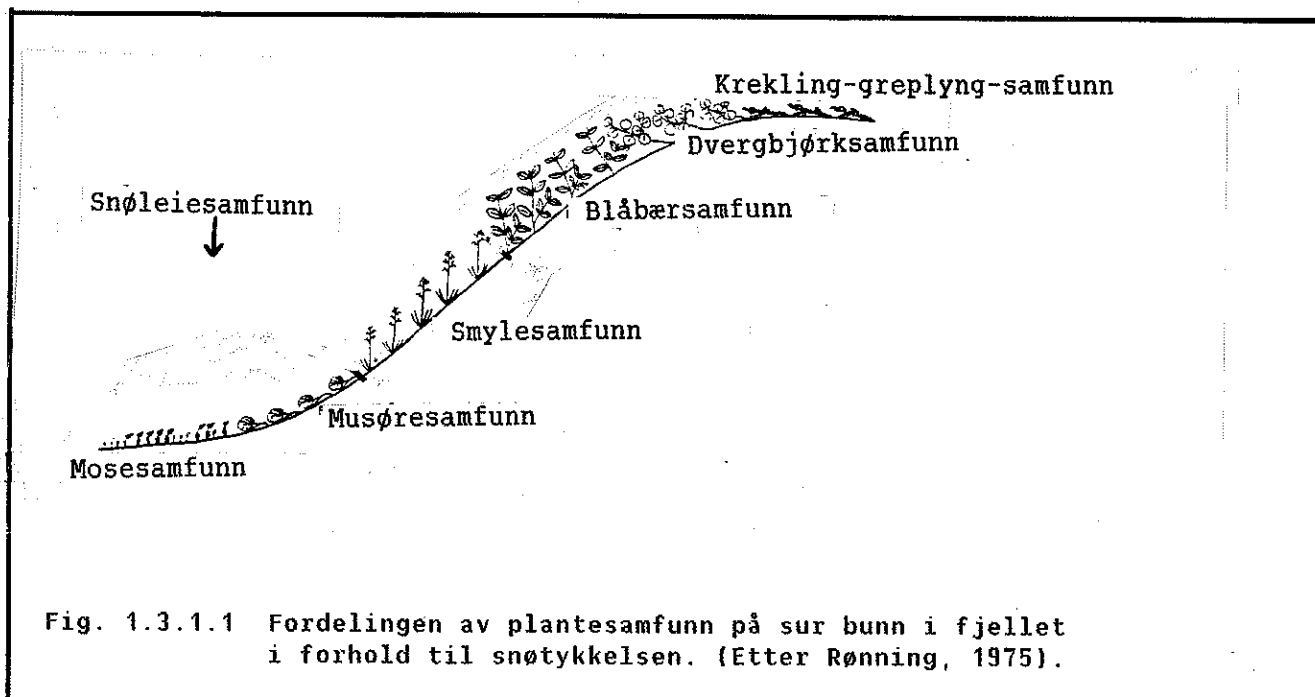 Krekling-greplyng-samfunn
Dvergbjørksamfunn
Snøleiesamfunn
Blåbærsamfunn
Smylesamfunn
Musøresamfunn
Mosesamfunn
Fig. 1.3.1.1 Fordelingen av plantesamfunn på sur bunn i fjellet
i forhold til snøtykkelsen. (Etter Rønning, 1975).